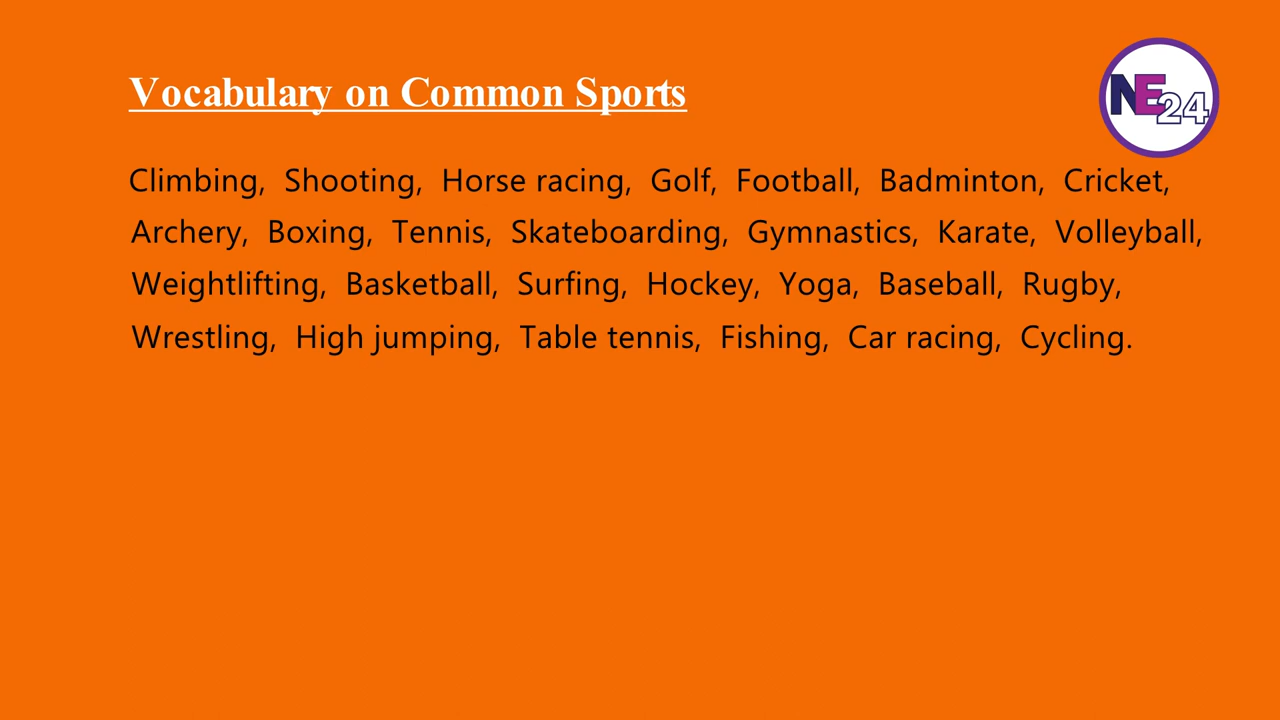 Vocabulary on Common Sports
NE24
Climbing, Shooting, Horse racing, Golf, Football, Badminton, Cricket,
Archery, Boxing, Tennis, Skateboarding, Gymnastics, Karate, Volleyball,
Weightlifting, Basketball, Surfing, Hockey, Yoga, Baseball, Rugby,
Wrestling, High jumping, Table tennis, Fishing, Car racing, Cycling.